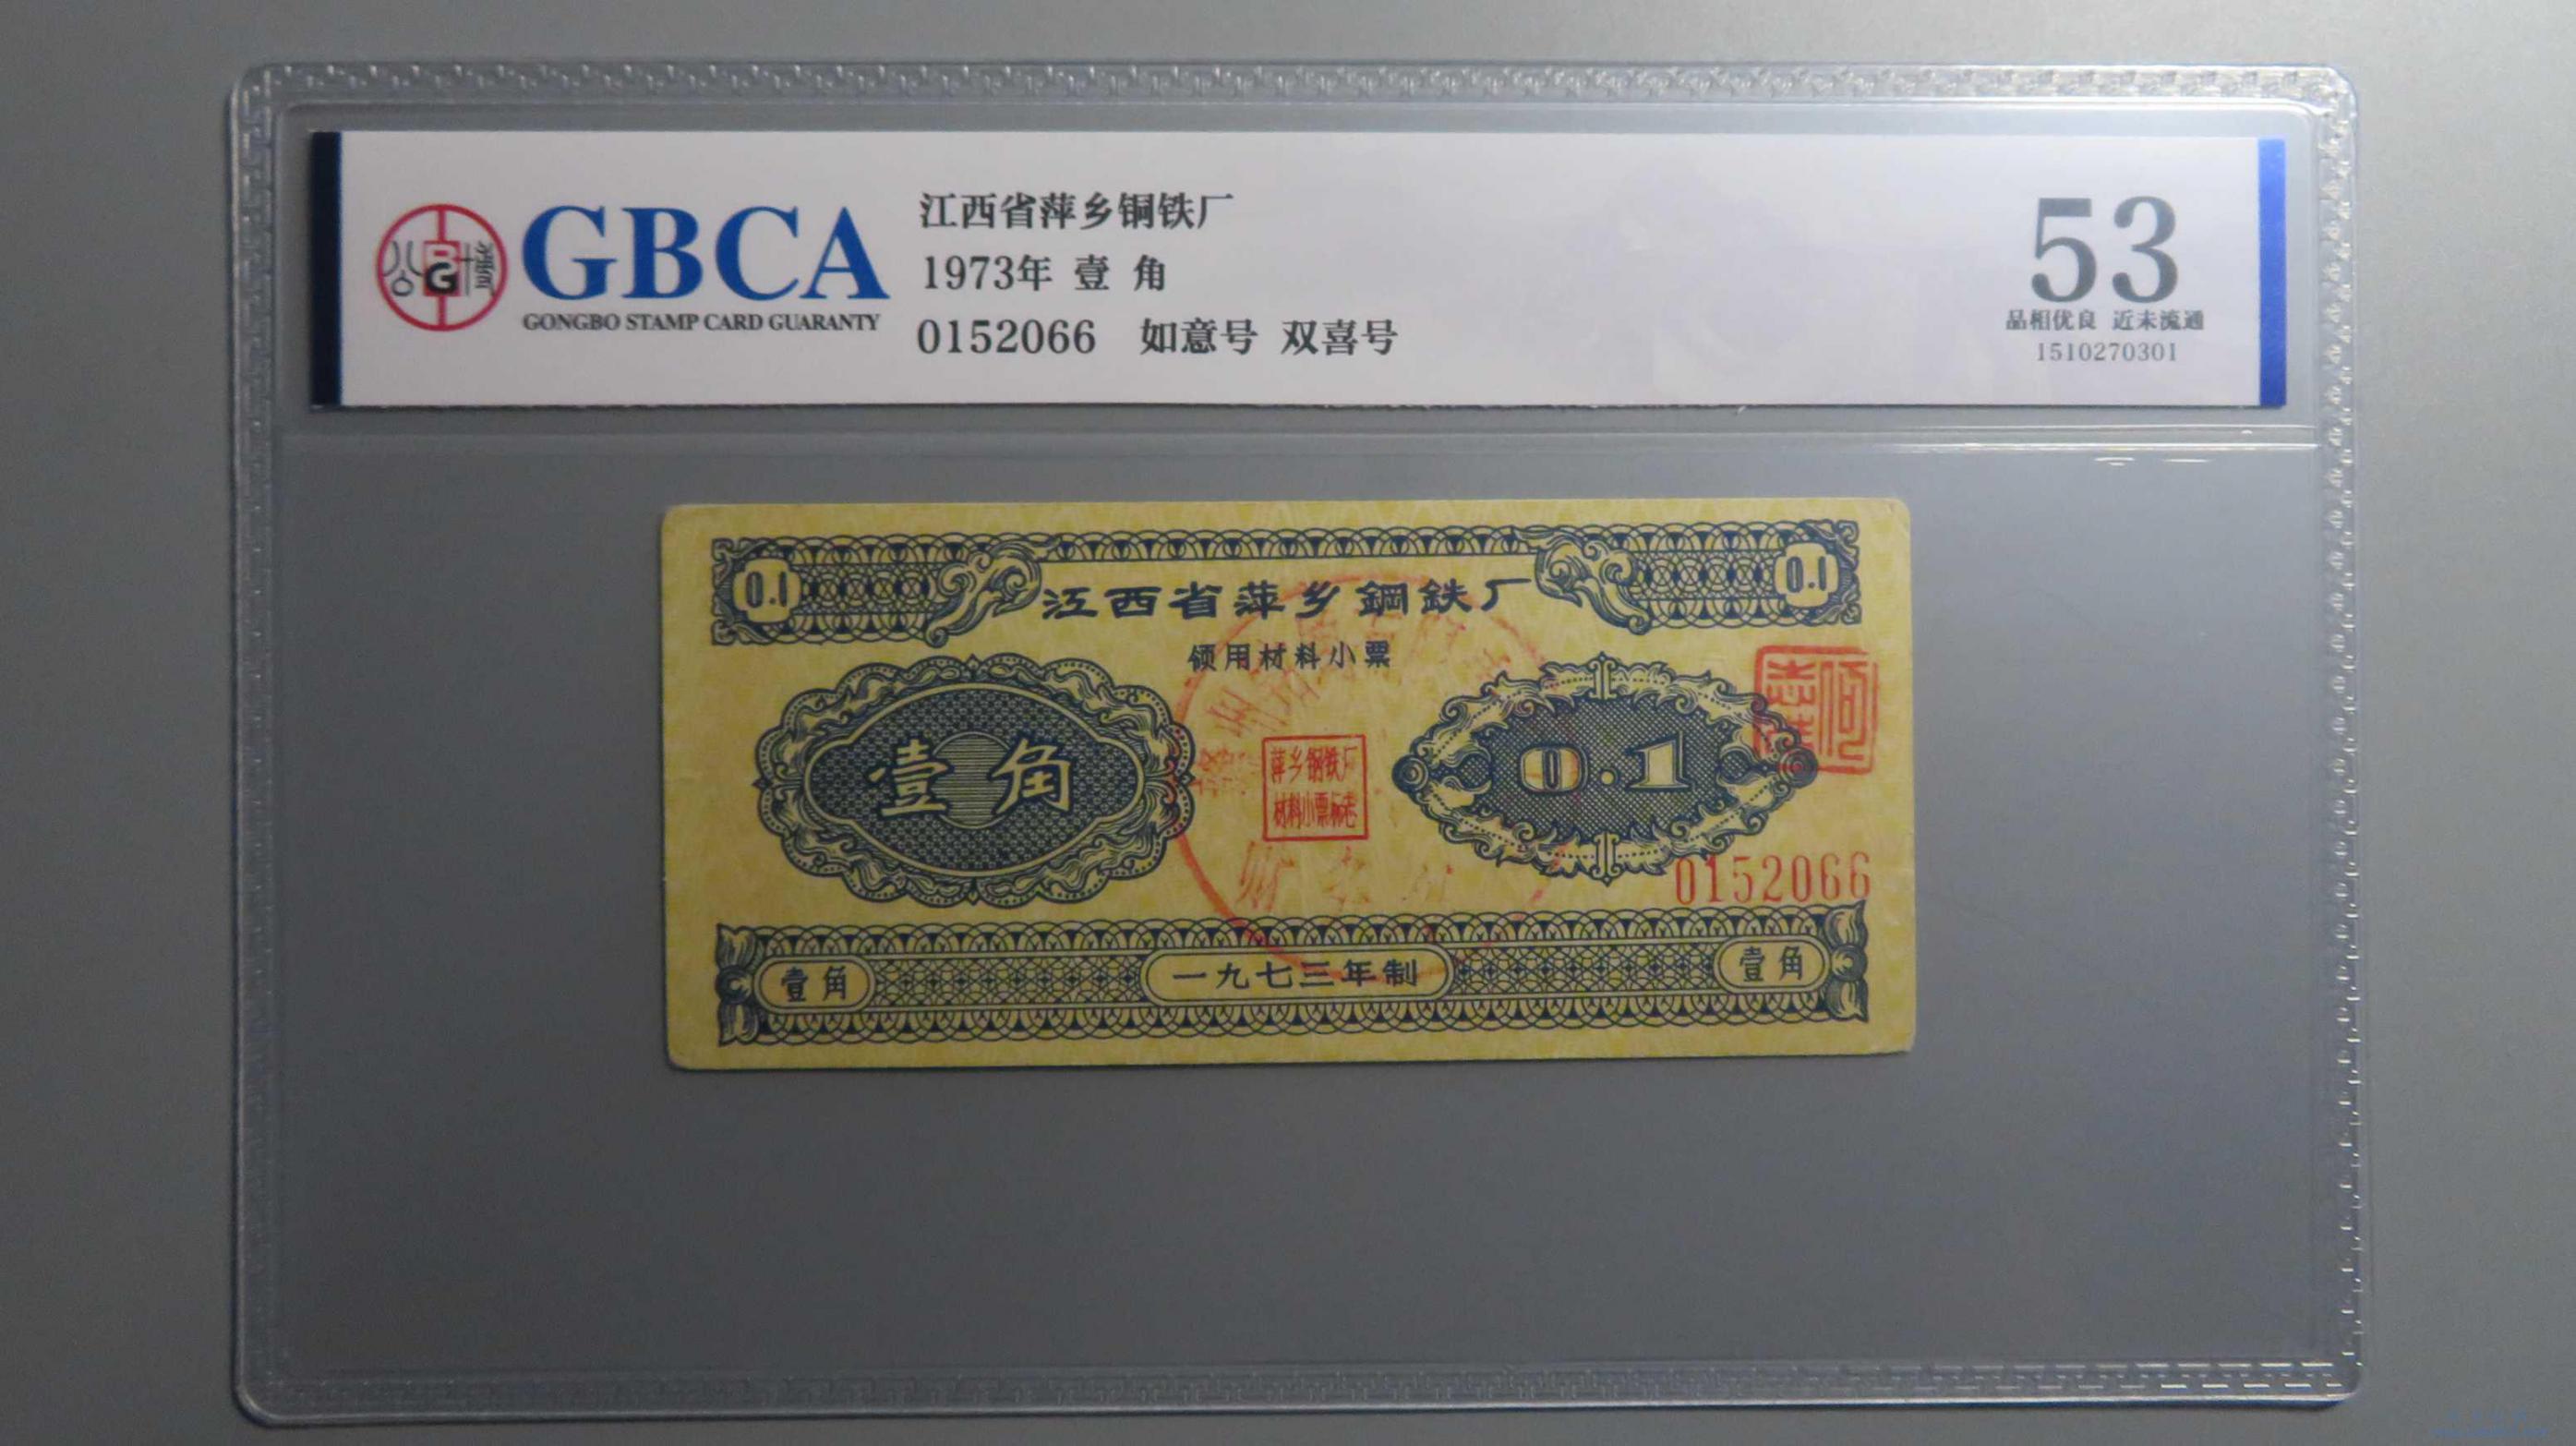 GBCA
GONGBO STAMP CARD GUARANTY
江西省萍乡铜铁厂
1973年 壹 角
0152066 如意号 双喜号
53
品相优良 近未流通
1510270301
0.1
江西省萍乡鋼鉄厂
0.1
领用材料小票
壹角
萍乡钢铁厂
材料小票标志
0.1
0152066
壹角
一九七三年制
壹角